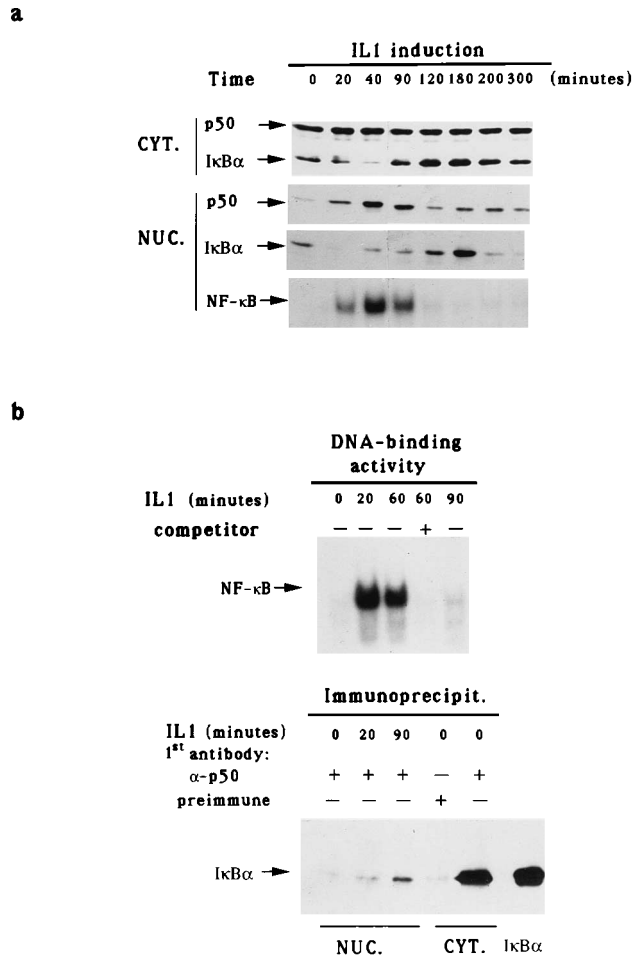 a
IL1 induction
Time 0 20 40 90 120 180 200 300 (minutes)
CYT.
p50
IκBα
NUC.
p50
IκBα
NF-κB
b
DNA-binding
activity
IL1 (minutes) 0 20 60 60 90
competitor − − − + −
NF-κB
Immunoprecipit.
IL1 (minutes) 0 20 90 0 0
1st antibody:
α-p50 + + + − +
preimmune − − − + −
IκBα
NUC. CYT. IκBα